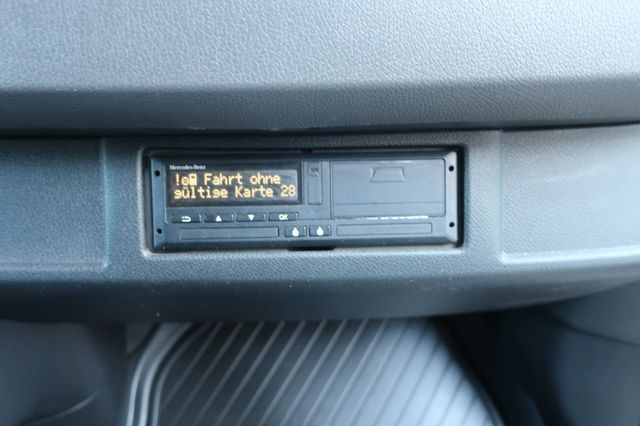 Mercedes-Benz
! Fahrt ohne
gültige Karte 28
OK